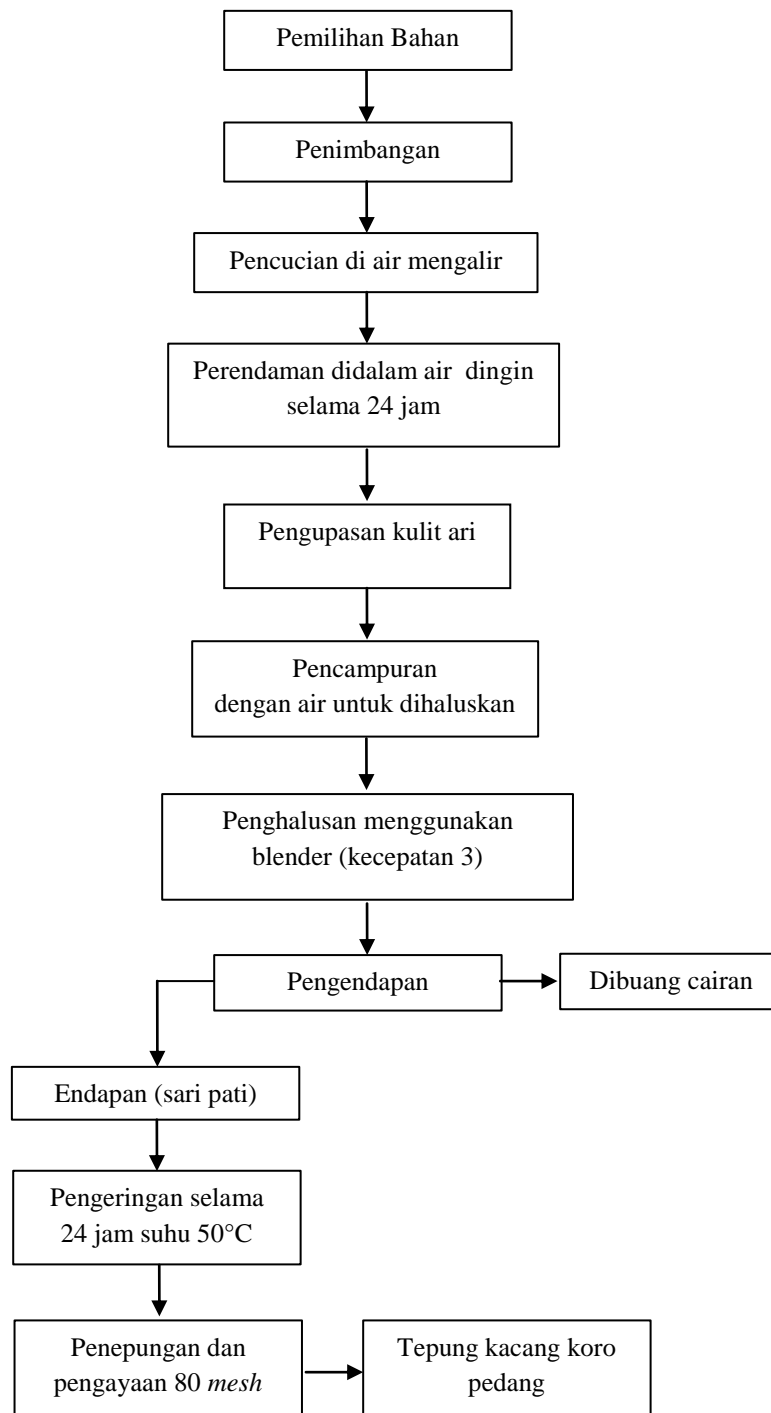 Pemilihan Bahan
Penimbangan
Pencucian di air mengalir
Perendaman didalam air dingin
selama 24 jam
Pengupasan kulit ari
Pencampuran
dengan air untuk dihaluskan
Penghalusan menggunakan
blender (kecepatan 3)
Pengendapan
Dibuang cairan
Endapan (sari pati)
Pengeringan selama
24 jam suhu 50°C
Penepungan dan
pengayaan 80 mesh
Tepung kacang koro
pedang